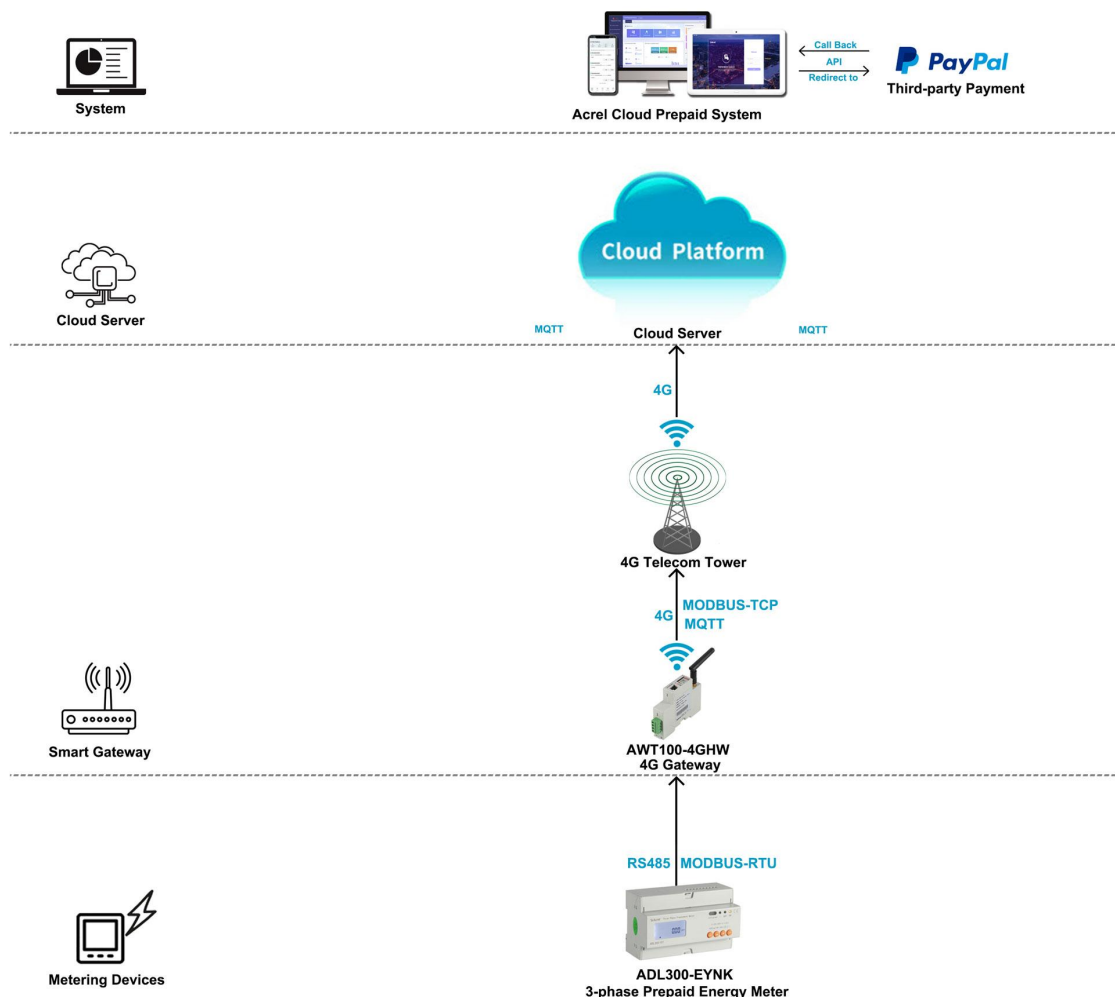 Call Back
API
Redirect to
PayPal
System
Acrel Cloud Prepaid System
Third-party Payment
Cloud Platform
Cloud Server
MQTT
Cloud Server
MQTT
4G
4G Telecom Tower
4G
MODBUS-TCP
MQTT
Smart Gateway
AWT100-4GHW
4G Gateway
RS485
MODBUS-RTU
Metering Devices
ADL300-EYNK
3-phase Prepaid Energy Meter